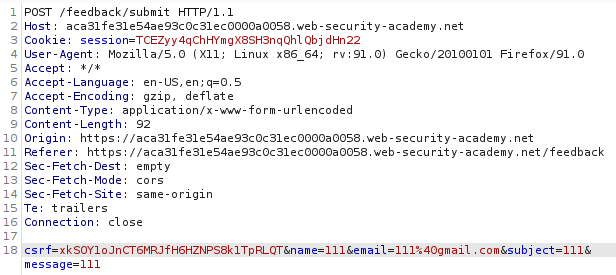 1 POST /feedback/submit HTTP/1.1
2 Host: aca31fe31e54ae93c0c31ec0000a0058.web-security-academy.net
3 Cookie: session=TCEZyy4qChHYmgX8SH3nqQhlQbjdHn22
4 User-Agent: Mozilla/5.0 (X11; Linux x86_64; rv:91.0) Gecko/20100101 Firefox/91.0
5 Accept: */*
6 Accept-Language: en-US,en;q=0.5
7 Accept-Encoding: gzip, deflate
8 Content-Type: application/x-www-form-urlencoded
9 Content-Length: 92
10 Origin: https://aca31fe31e54ae93c0c31ec0000a0058.web-security-academy.net
11 Referer: https://aca31fe31e54ae93c0c31ec0000a0058.web-security-academy.net/feedback
12 Sec-Fetch-Dest: empty
13 Sec-Fetch-Mode: cors
14 Sec-Fetch-Site: same-origin
15 Te: trailers
16 Connection: close
17
18 csrf=xkSOY1oJnCT6MRJfH6HZNPS8k1TpRLQT&name=111&email=111%40gmail.com&subject=111&
message=111